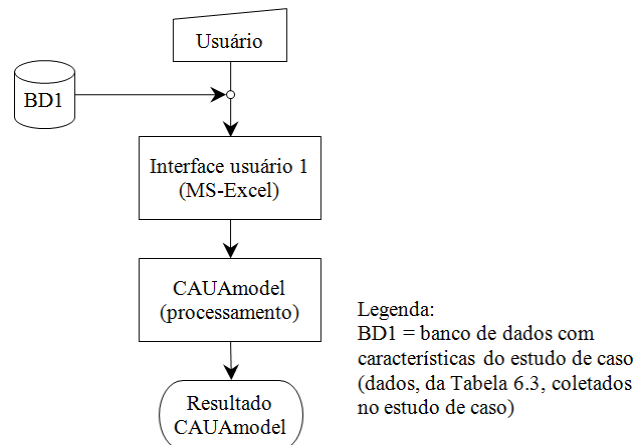 Usuário
BD1
Interface usuário 1
(MS-Excel)
CAUAmodel
(processamento)
Resultado
CAUAmodel
Legenda:
BD1 = banco de dados com
características do estudo de caso
(dados, da Tabela 6.3, coletados
no estudo de caso)